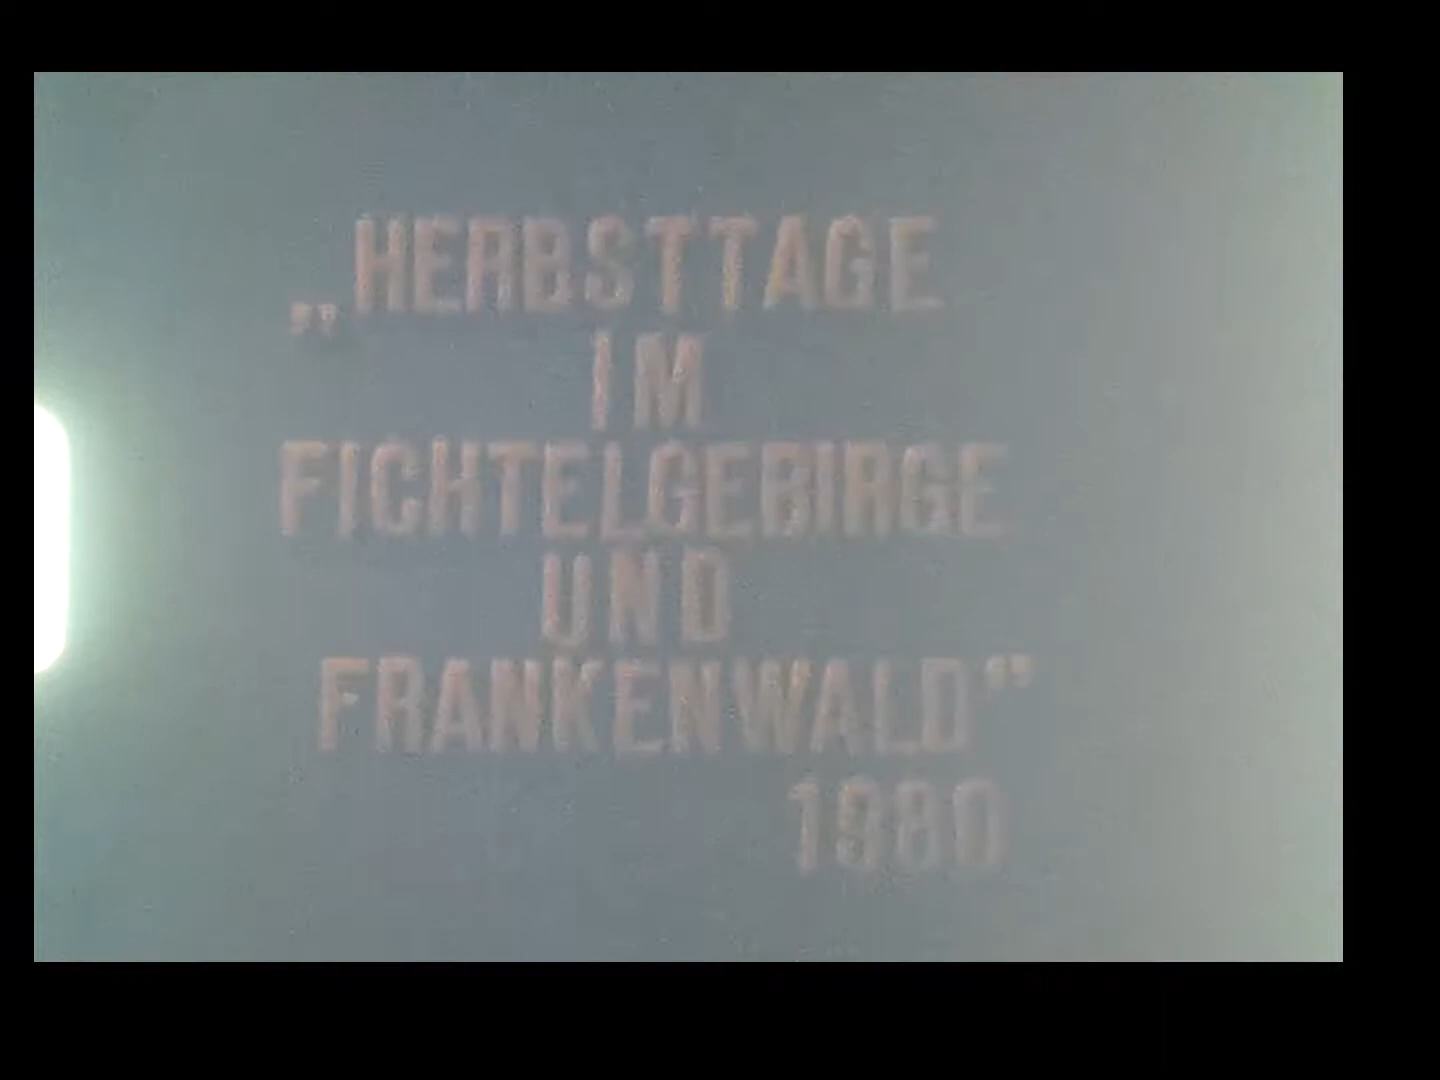 „HERBSTTAGE
IM
FICHTELGEBIRGE
UND
FRANKENWALD“
1980